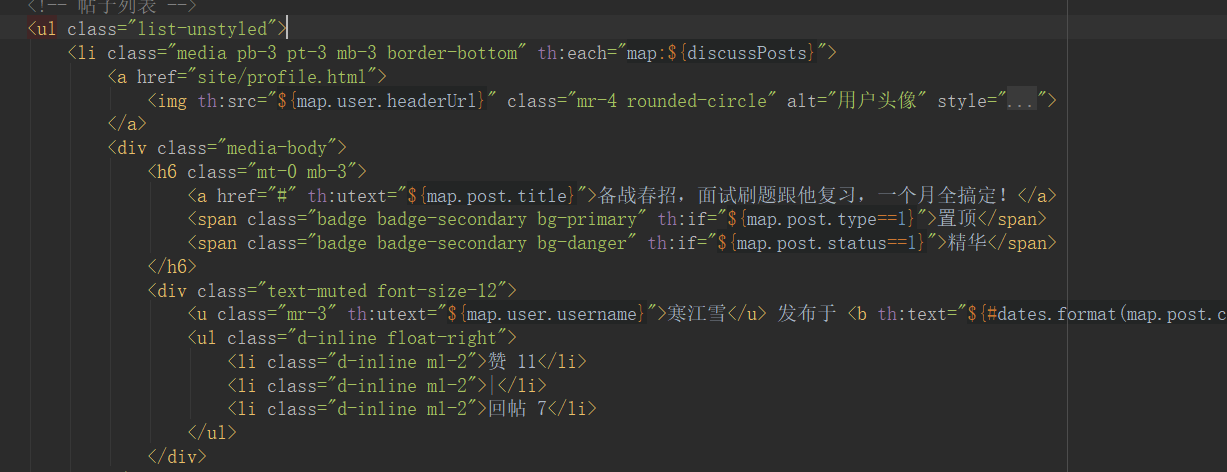 <!-- 帖子列表 -->
<ul class="list-unstyled">
<li class="media pb-3 pt-3 mb-3 border-bottom" th:each="map:${discussPosts}">
<a href="site/profile.html">
<img th:src="${map.user.headerUrl}" class="mr-4 rounded-circle" alt="用户头像" style="...">
</a>
<div class="media-body">
<h6 class="mt-0 mb-3">
<a href="#" th:utext="${map.post.title}">备战春招，面试刷题跟他复习，一个月全搞定！</a>
<span class="badge badge-secondary bg-primary" th:if="${map.post.type==1}">置顶</span>
<span class="badge badge-secondary bg-danger" th:if="${map.post.status==1}">精华</span>
</h6>
<div class="text-muted font-size-12">
<u class="mr-3" th:utext="${map.user.username}">寒江雪</u> 发布于 <b th:text="${#dates.format(map.post.c
<ul class="d-inline float-right">
<li class="d-inline ml-2">赞 11</li>
<li class="d-inline ml-2">|</li>
<li class="d-inline ml-2">回帖 7</li>
</ul>
</div>